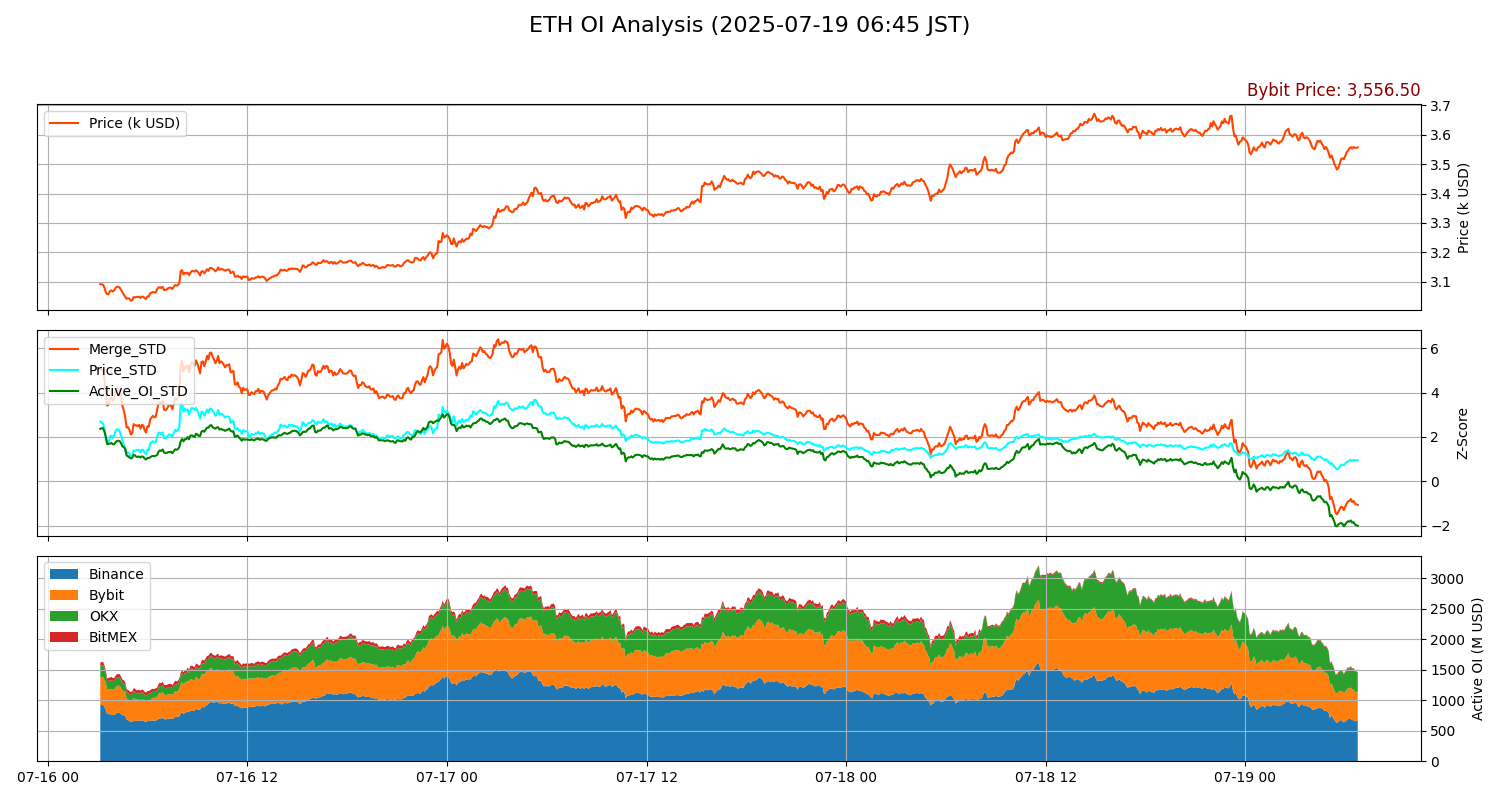 ETH OI Analysis (2025-07-19 06:45 JST)
Bybit Price: 3,556.50
Price (k USD)
3.7
3.6
3.5
3.4
3.3
3.2
3.1
Price (k USD)
Merge_STD
Price_STD
Active_OI_STD
6
4
2
0
−2
Z-Score
Binance
Bybit
OKX
BitMEX
3000
2500
2000
1500
1000
500
0
Active OI (M USD)
07-16 00 07-16 12 07-17 00 07-17 12 07-18 00 07-18 12 07-19 00